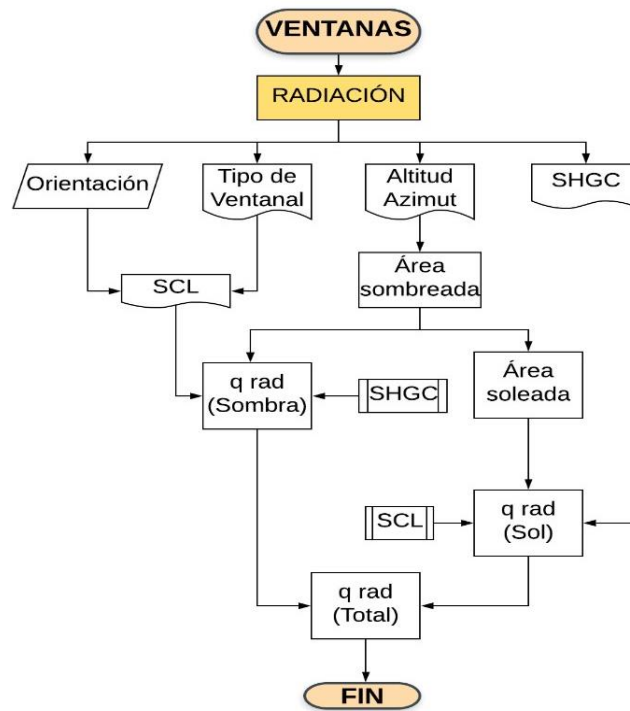 VENTANAS
RADIACIÓN
Orientación
Tipo de
Ventanal
Altitud
Azimut
SHGC
SCL
Área
sombreada
q rad
(Sombra)
SHGC
Área
soleada
SCL
q rad
(Sol)
q rad
(Total)
FIN